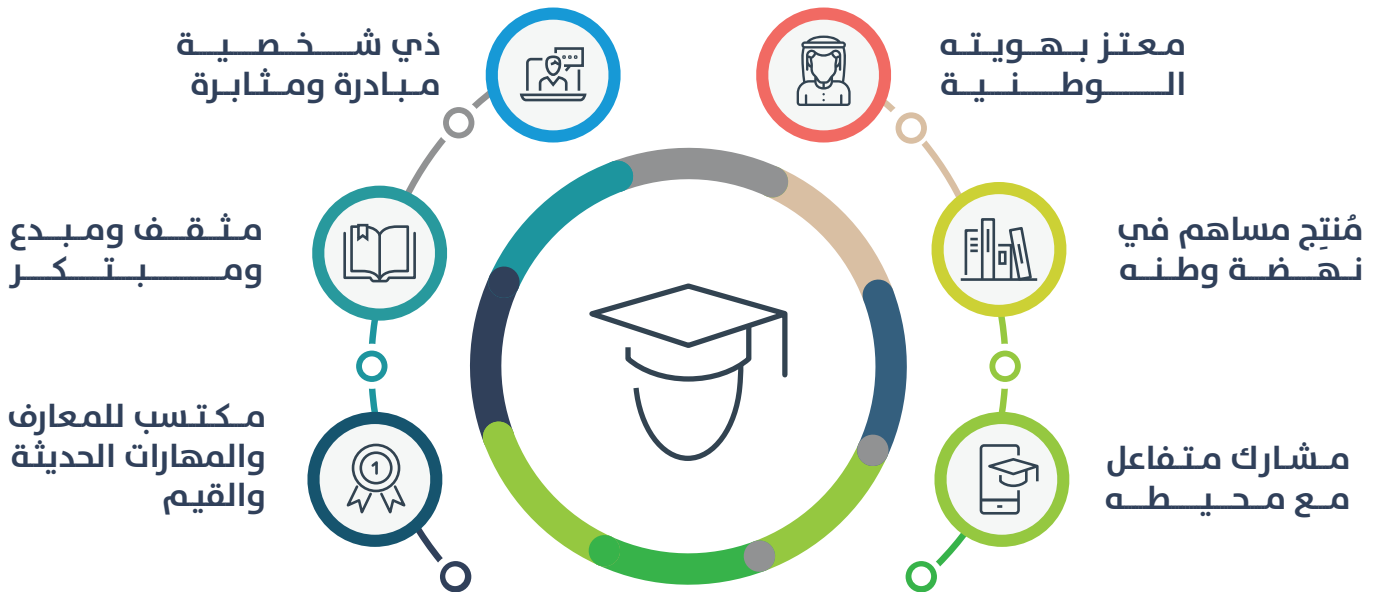 معتز بهويته
الوطنية
مُنتِج مساهم في
نهضة وطنه
مشارك متفاعل
مع محيطه
ذي شخصية
مبادرة ومثابرة
مثقف ومبدع
ومبتكر
مكتسب للمعارف
والمهارات الحديثة
والقيم
1